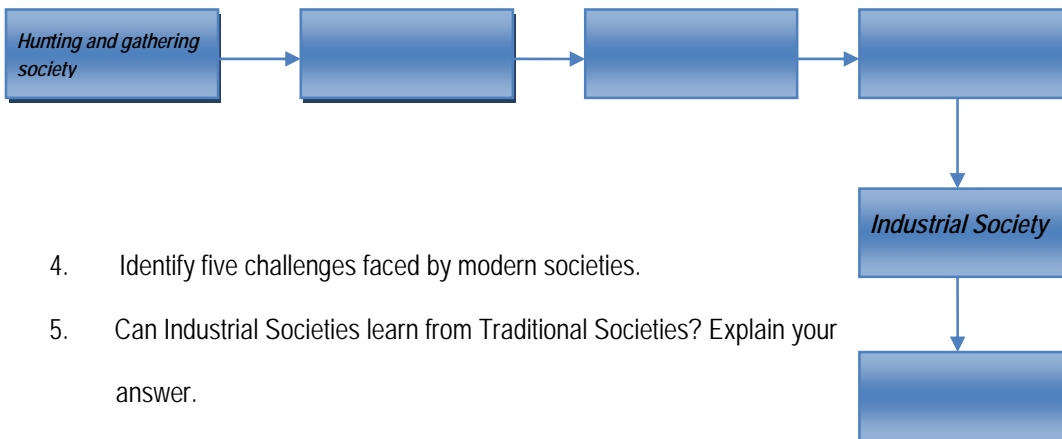 Hunting and gathering
society
Industrial Society
4. Identify five challenges faced by modern societies.
5. Can Industrial Societies learn from Traditional Societies? Explain your
answer.